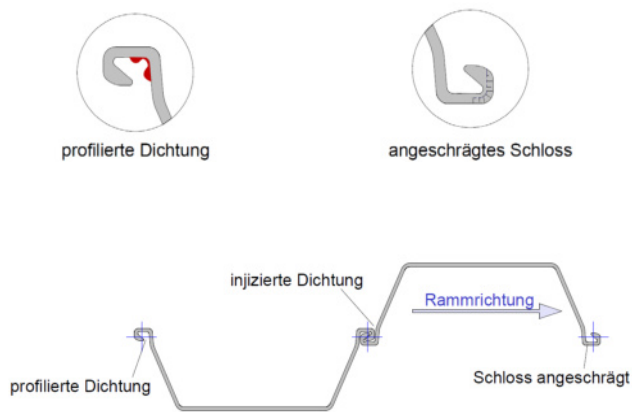 profilierte Dichtung
angeschrägtes Schloss
injizierte Dichtung
Rammrichtung
profilierte Dichtung
Schloss angeschrägt